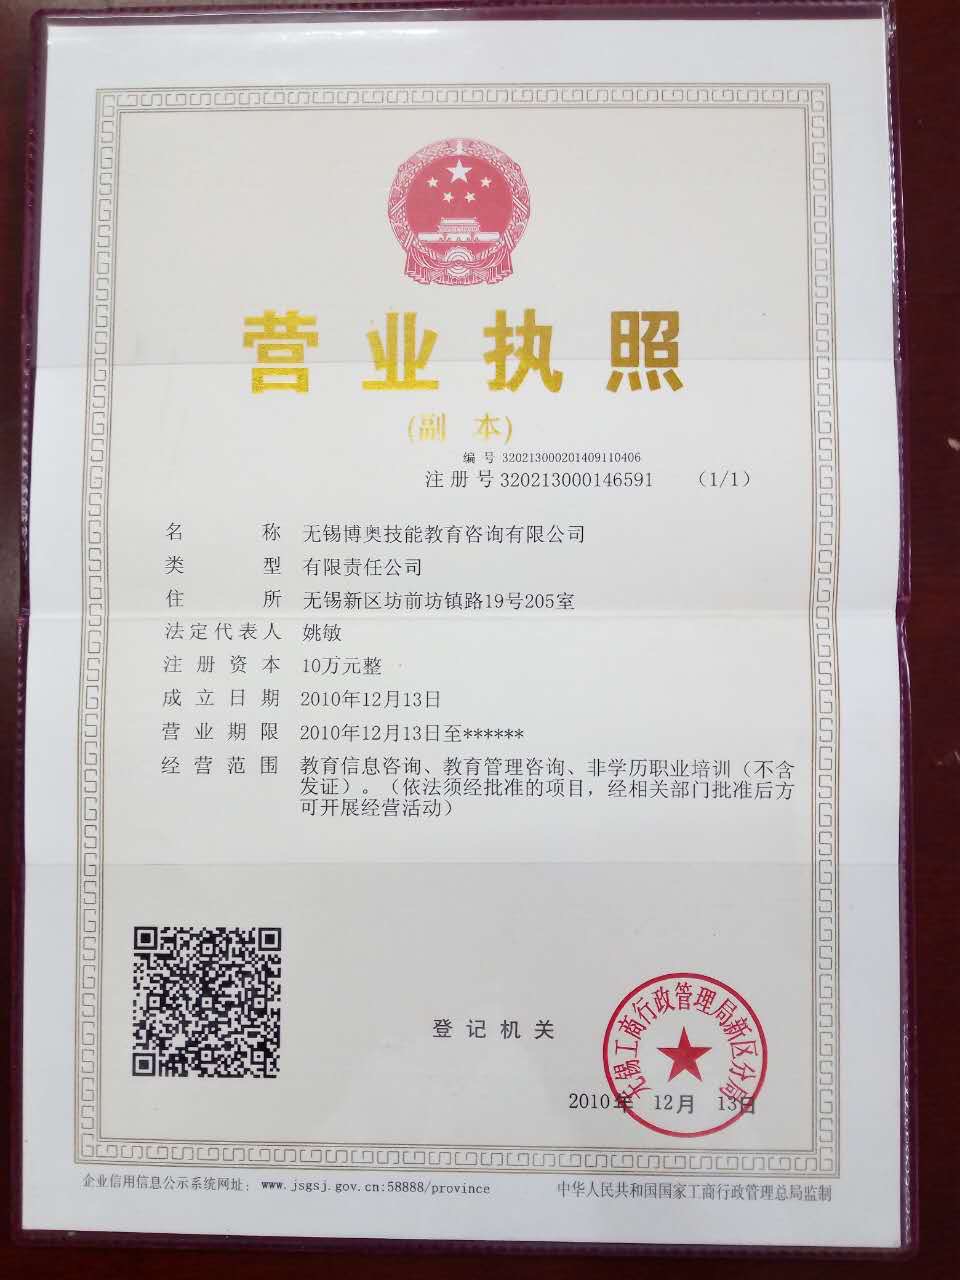 营业执照
(副 本)
编 号 320213000201409110406
注册号 320213000146591 （1/1）
名 称 无锡博奥技能教育咨询有限公司
类 型 有限责任公司
住 所 无锡新区坊前坊镇路19号205室
法定代表人 姚敏
注册资本 10万元整
成立日期 2010年12月13日
营业期限 2010年12月13日至******
经营范围 教育信息咨询、教育管理咨询、非学历职业培训（不含
发证）。（依法须经批准的项目，经相关部门批准后方
可开展经营活动）
无锡工商行政管理局新区分局
登记机关
2010年 12月 13日
企业信用信息公示系统网址：www.jsgsj.gov.cn:58888/province 中华人民共和国国家工商行政管理总局监制